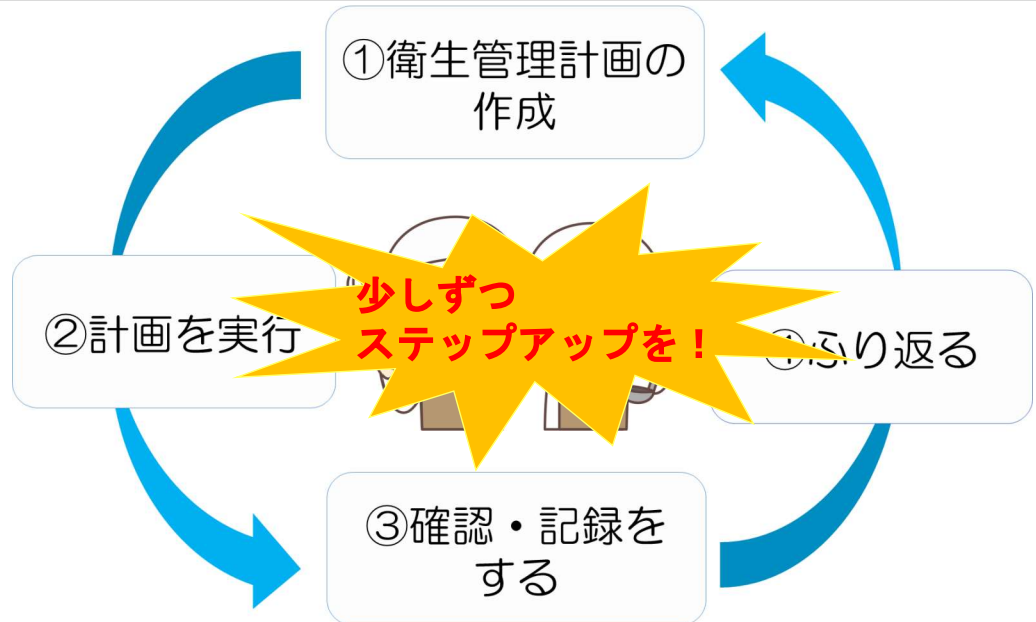 ①衛生管理計画の
作成
②計画を実行
少しずつ
ステップアップを！
④ふり返る
③確認・記録を
する